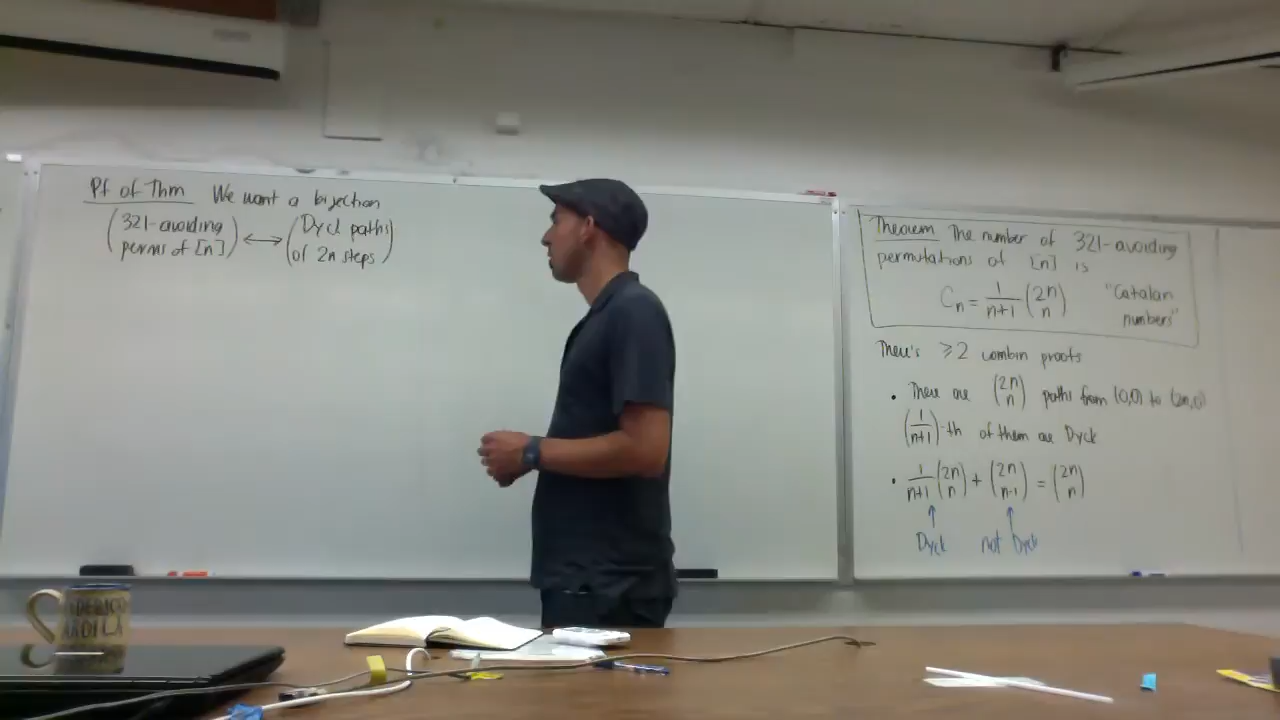 Pf of Thm We want a bijection
(321-avoiding perms of [n]) ⟷ (Dyck paths of 2n steps)
Theorem The number of 321-avoiding
permutations of [n] is
C_n = 1/(n+1) (2n n) "Catalan numbers"
There's ≥2 combin proofs
• There are (2n n) paths from (0,0) to (2n,0)
(1/(n+1))-th of them are Dyck
• 1/(n+1) (2n n) + (2n n-1) = (2n n)
↑ ↑
Dyck not Dyck
FEDERICO
ARDILA